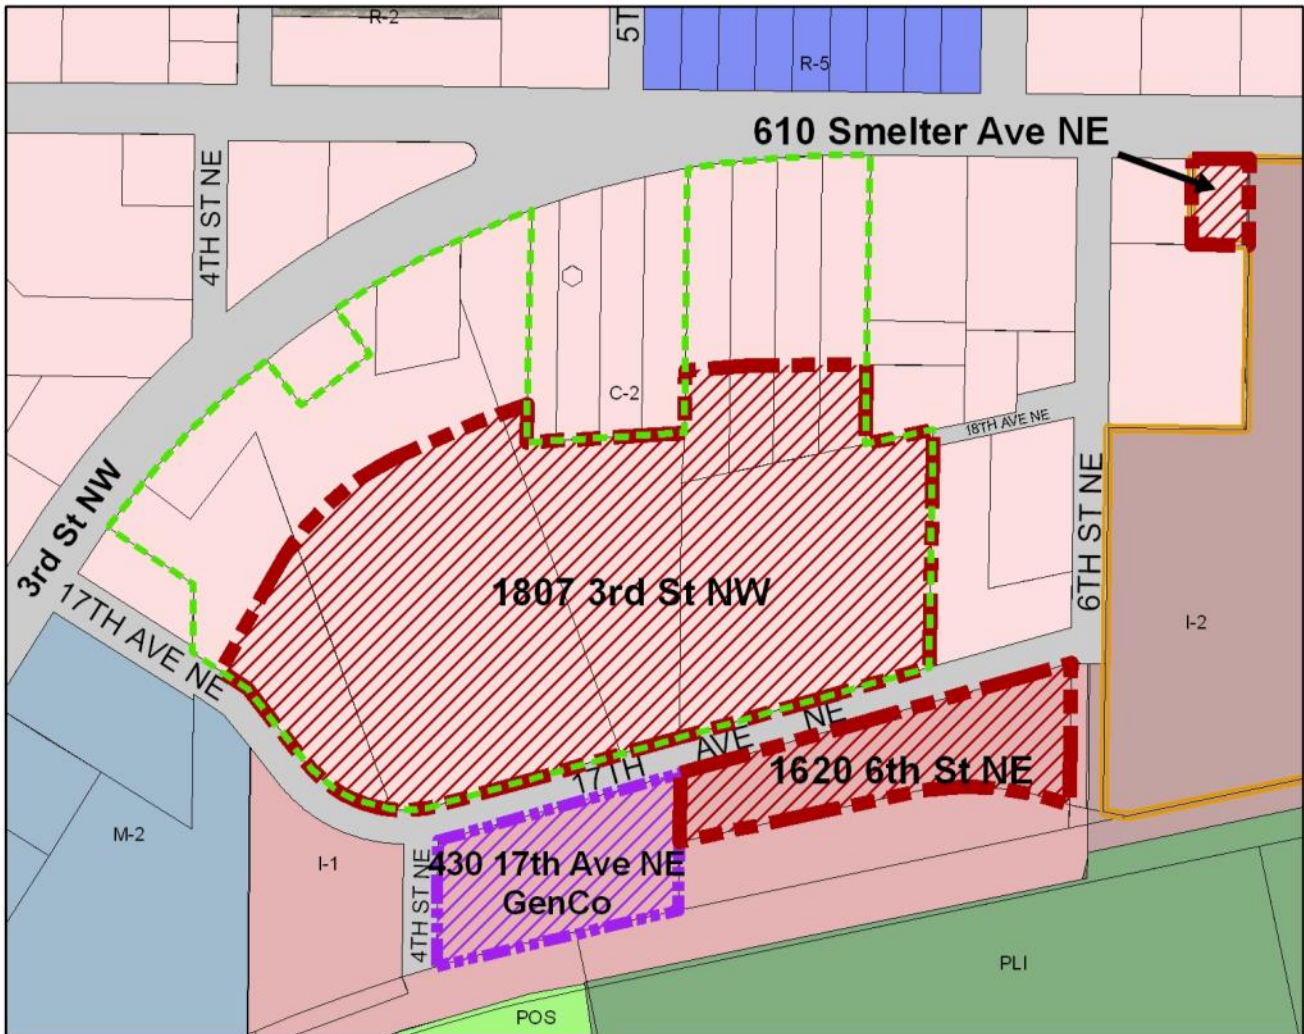 R-2
5T
R-5
610 Smelter Ave NE
4TH ST NE
C-2
18TH AVE NE
3rd St NW
6TH ST NE
1807 3rd St NW
17TH AVE NE
I-2
17TH AVE NE
1620 6th St NE
M-2
I-1
4TH ST NE
430 17th Ave NE
GenCo
PLI
POS